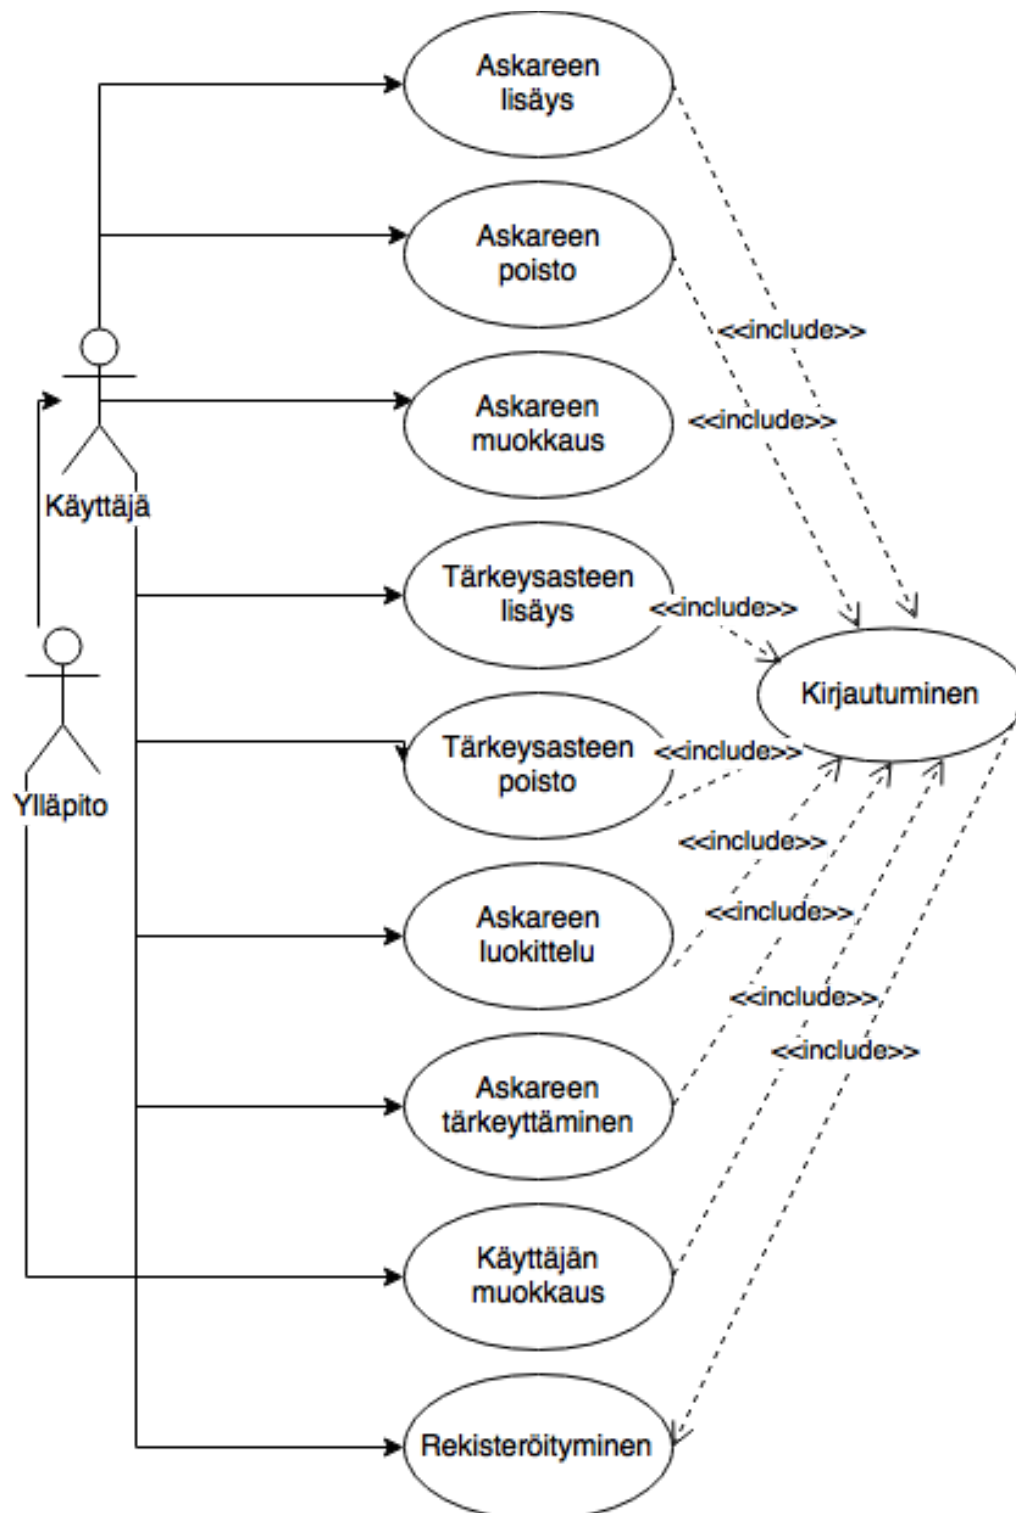 Askareen
lisäys
Askareen
poisto
<<include>>
Askareen
muokkaus
<<include>>
Käyttäjä
Tärkeysasteen
lisäys
<<include>>
Kirjautuminen
Tärkeysasteen
poisto
<<include>>
Ylläpito
<<include>>
Askareen
luokittelu
<<include>>
<<include>>
<<include>>
Askareen
tärkeyttäminen
Käyttäjän
muokkaus
Rekisteröityminen